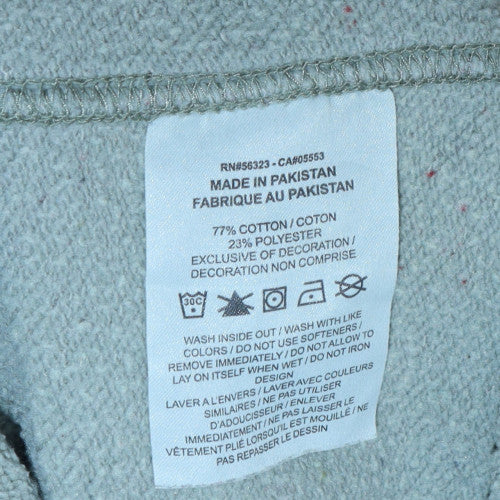 RN#56323 - CA#05553
MADE IN PAKISTAN
FABRIQUE AU PAKISTAN
77% COTTON / COTON
23% POLYESTER
EXCLUSIVE OF DECORATION /
DECORATION NON COMPRISE
30C
WASH INSIDE OUT / WASH WITH LIKE
COLORS / DO NOT USE SOFTENERS /
REMOVE IMMEDIATELY / DO NOT ALLOW TO
LAY ON ITSELF WHEN WET / DO NOT IRON
DESIGN
LAVER A L'ENVERS / LAVER AVEC COULEURS
SIMILAIRES / NE PAS UTILISER
D'ADOUCISSEUR / ENLEVER
IMMÉDIATEMENT / NE PAS LAISSER LE
VÊTEMENT PLIÉ LORSQU'IL EST MOUILLÉ / NE
PAS REPASSER LE DESSIN